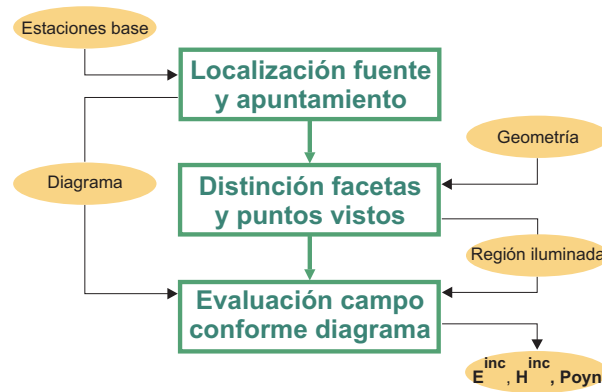 Estaciones base
Localización fuente
y apuntamiento
Geometría
Diagrama
Distinción facetas
y puntos vistos
Región iluminada
Evaluación campo
conforme diagrama
E^inc, H^inc, Poyn